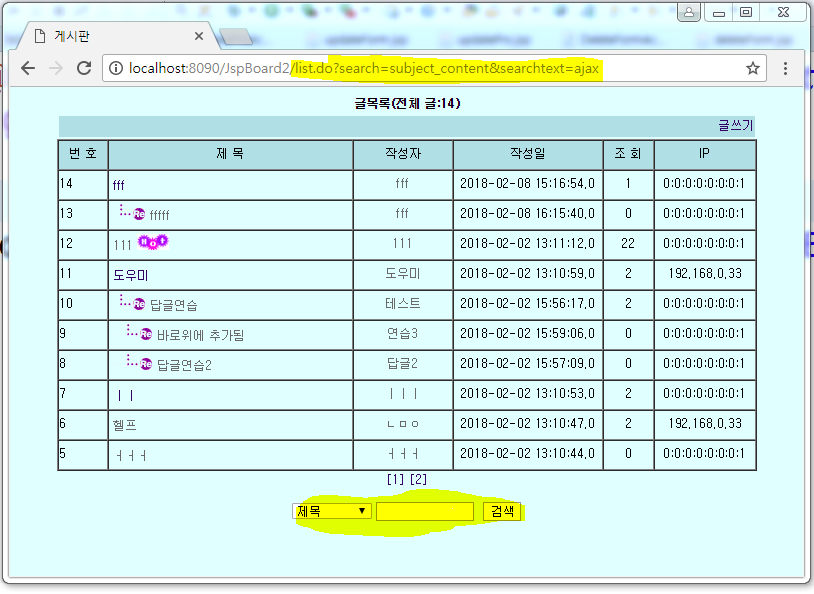 게시판
localhost:8090/JspBoard2/list.do?search=subject_content&searchtext=ajax
글목록(전체 글:14)
글쓰기
번 호 제 목 작성자 작성일 조 회 IP
14 fff fff 2018-02-08 15:16:54.0 1 0:0:0:0:0:0:0:1
13 Re fffff fff 2018-02-08 16:15:40.0 0 0:0:0:0:0:0:0:1
12 111 HOT 111 2018-02-02 13:11:12.0 22 0:0:0:0:0:0:0:1
11 도우미 도우미 2018-02-02 13:10:59.0 2 192.168.0.33
10 Re 답글연습 테스트 2018-02-02 15:56:17.0 2 0:0:0:0:0:0:0:1
9 Re 바로위에 추가됨 연습3 2018-02-02 15:59:06.0 0 0:0:0:0:0:0:0:1
8 Re 답글연습2 답글2 2018-02-02 15:57:09.0 0 0:0:0:0:0:0:0:1
7 ㅣㅣ ㅣㅣㅣ 2018-02-02 13:10:53.0 2 0:0:0:0:0:0:0:1
6 헬프 ㄴㅁㅇ 2018-02-02 13:10:47.0 2 192.168.0.33
5 ㅓㅓㅓ ㅓㅓㅓ 2018-02-02 13:10:44.0 0 0:0:0:0:0:0:0:1
[1] [2]
제목 검색